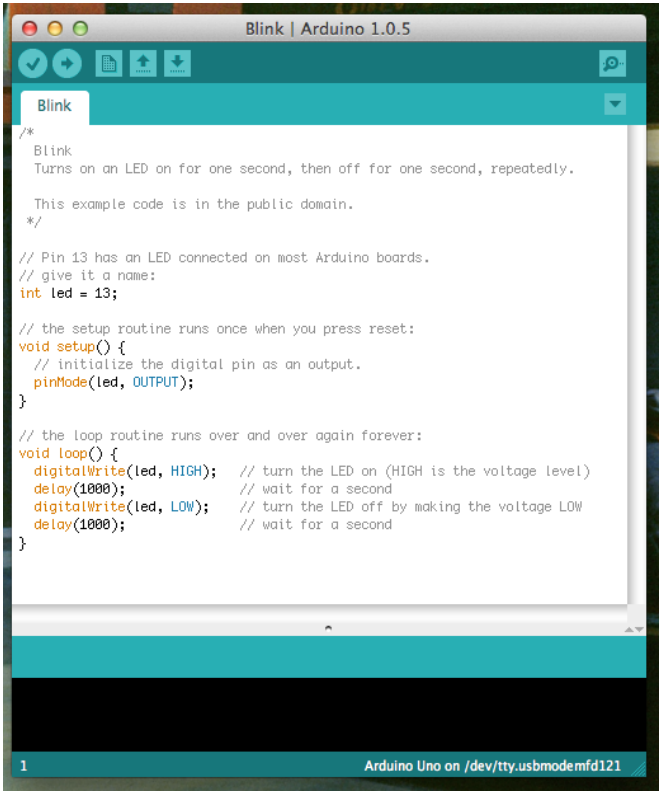 Blink | Arduino 1.0.5
Blink
/*
  Blink
  Turns on an LED on for one second, then off for one second, repeatedly.

  This example code is in the public domain.
 */

// Pin 13 has an LED connected on most Arduino boards.
// give it a name:
int led = 13;

// the setup routine runs once when you press reset:
void setup() {
  // initialize the digital pin as an output.
  pinMode(led, OUTPUT);
}

// the loop routine runs over and over again forever:
void loop() {
  digitalWrite(led, HIGH);   // turn the LED on (HIGH is the voltage level)
  delay(1000);               // wait for a second
  digitalWrite(led, LOW);    // turn the LED off by making the voltage LOW
  delay(1000);               // wait for a second
}
1 Arduino Uno on /dev/tty.usbmodemfd121